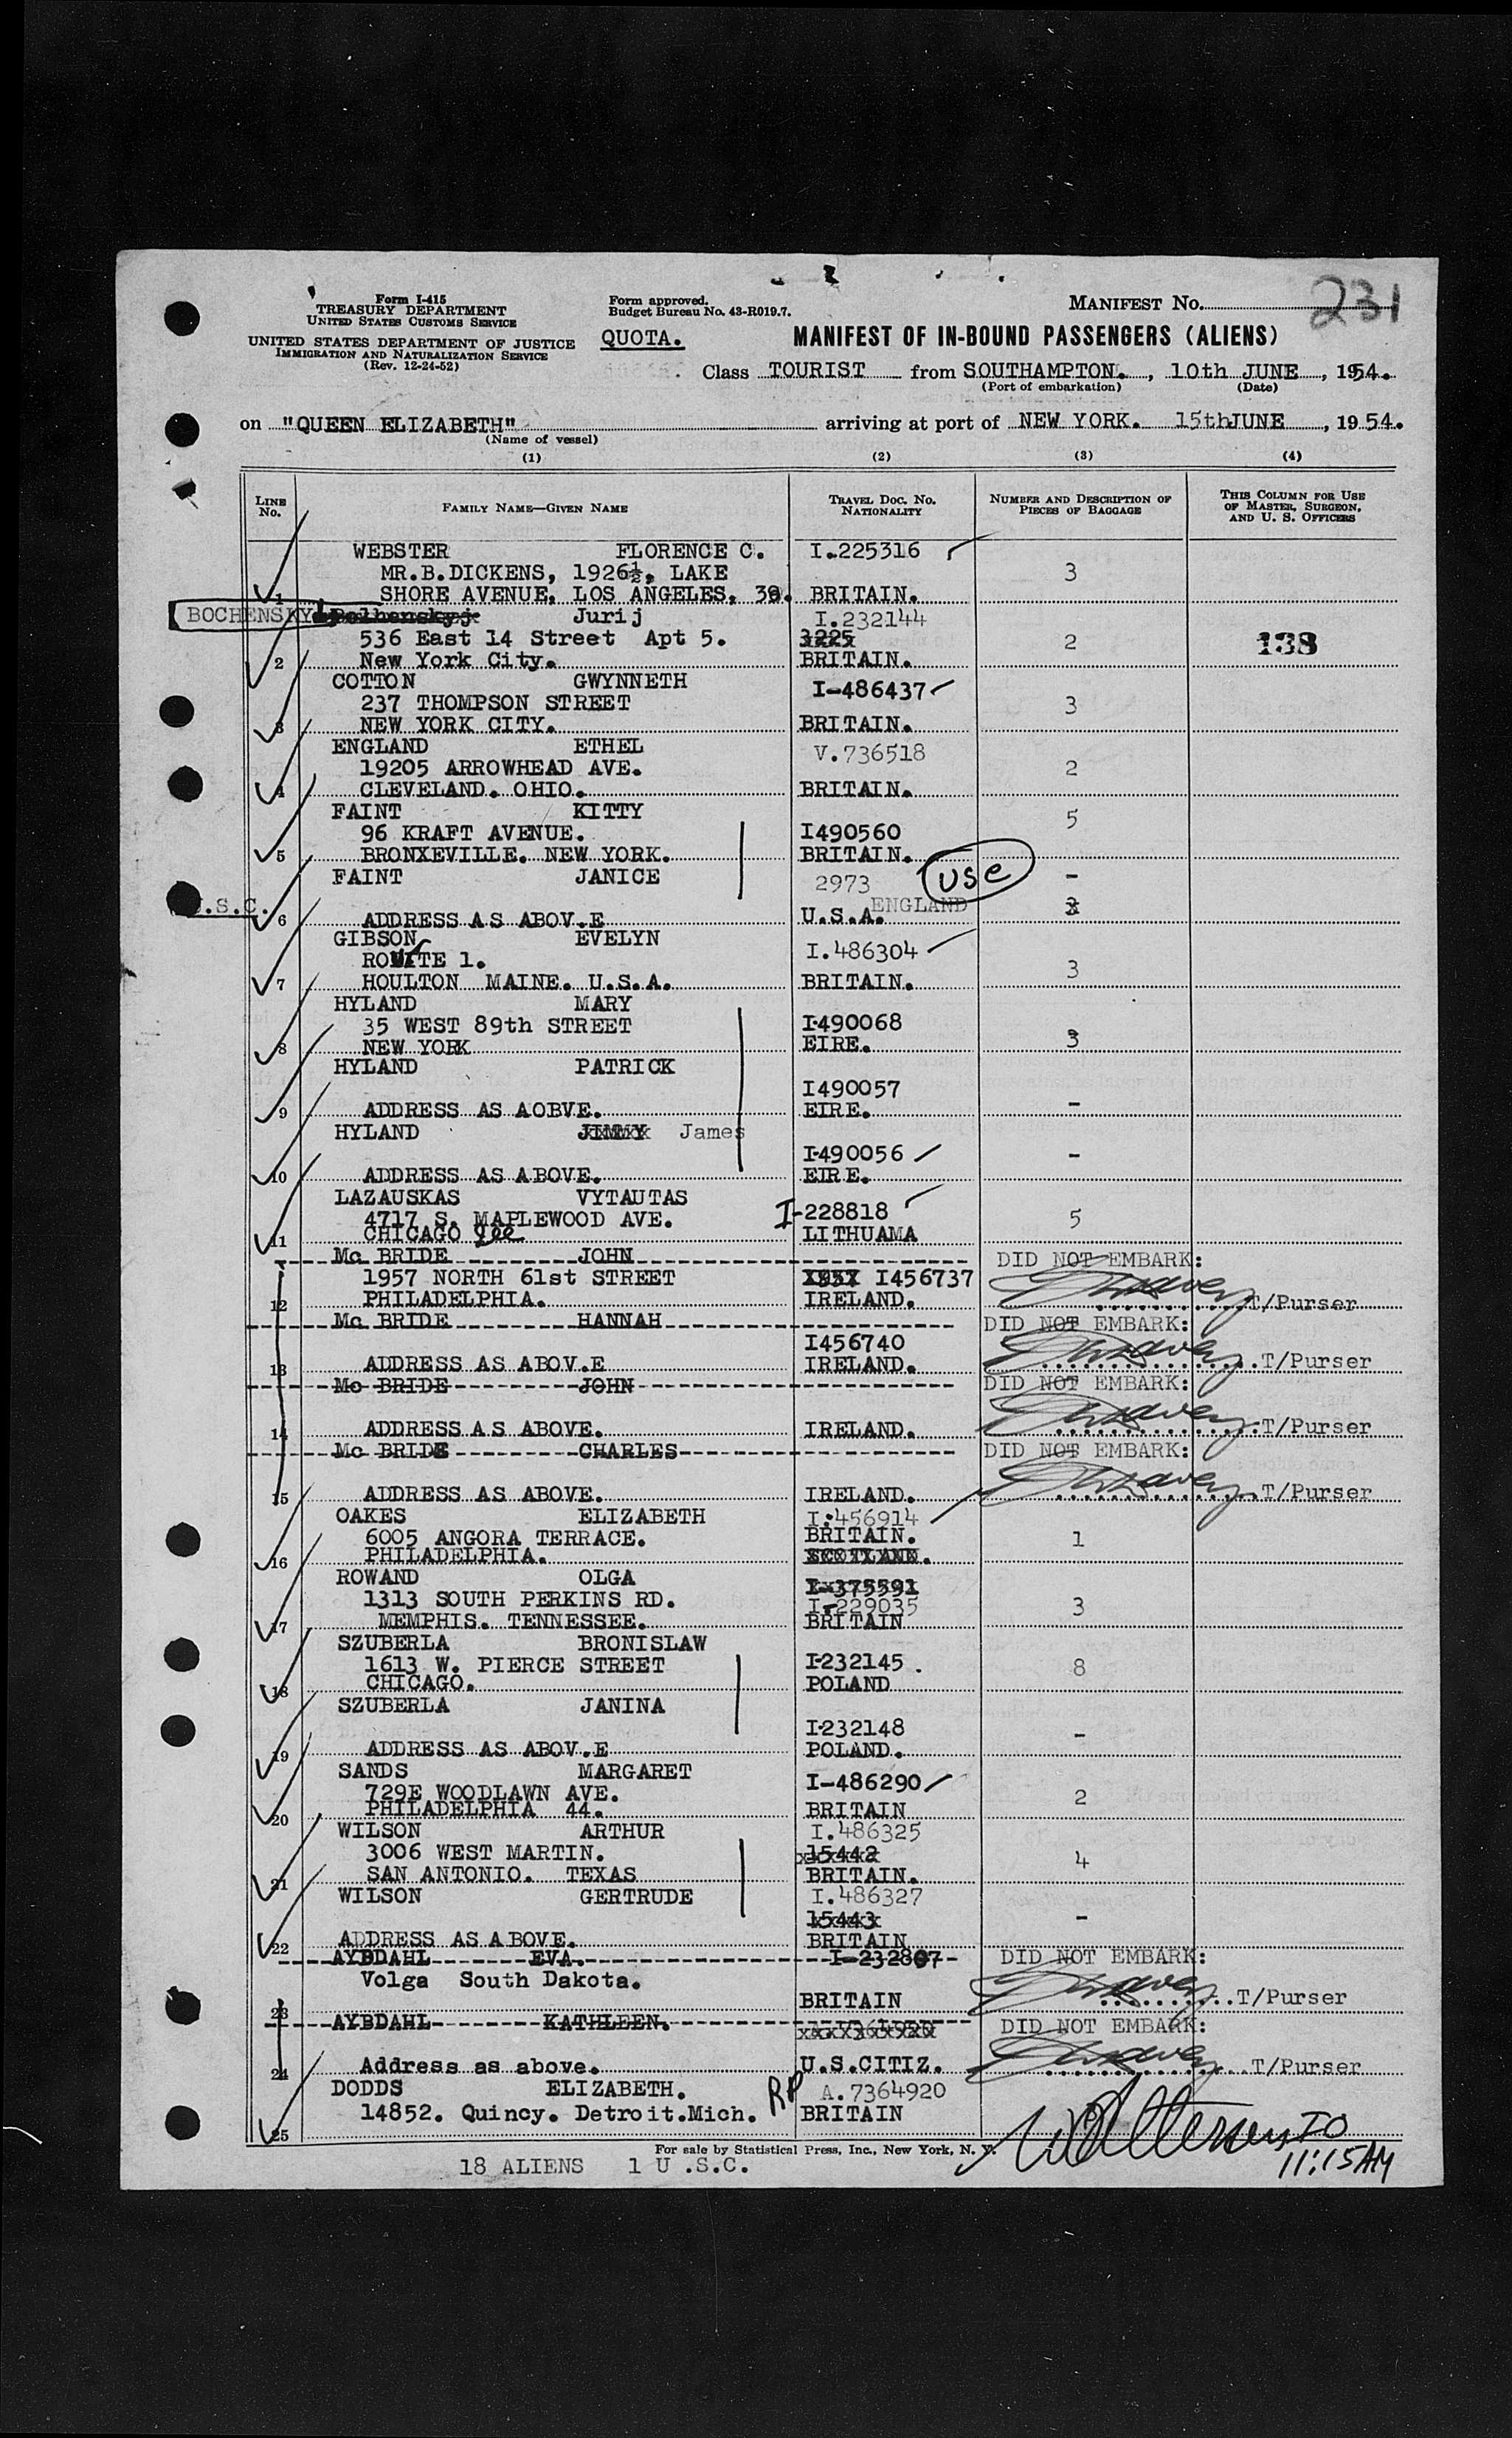 Form I-415
TREASURY DEPARTMENT
UNITED STATES CUSTOMS SERVICE
UNITED STATES DEPARTMENT OF JUSTICE
IMMIGRATION AND NATURALIZATION SERVICE
(Rev. 12-24-52)
Form approved.
Budget Bureau No. 43-R019.7.
QUOTA.
MANIFEST NO. 231
MANIFEST OF IN-BOUND PASSENGERS (ALIENS)
Class TOURIST from SOUTHAMPTON. , 10th JUNE , 1954.
(Port of embarkation) (Date)
on "QUEEN ELIZABETH" arriving at port of NEW YORK. 15thJUNE , 19 54.
(Name of vessel)
(1) (2) (3) (4)
LINE NO. FAMILY NAME—GIVEN NAME TRAVEL DOC. NO. NATIONALITY NUMBER AND DESCRIPTION OF PIECES OF BAGGAGE THIS COLUMN FOR USE OF MASTER, SURGEON, AND U. S. OFFICERS
WEBSTER FLORENCE C. I.225316
MR.B.DICKENS, 1926½, LAKE 3
1 SHORE AVENUE, LOS ANGELES, 39. BRITAIN.
BOCHENSKYJ Jurij I.232144
536 East 14 Street Apt 5. 3225 2 138
2 New York City. BRITAIN.
COTTON GWYNNETH I-486437
237 THOMPSON STREET 3
3 NEW YORK CITY. BRITAIN.
ENGLAND ETHEL V.736518
19205 ARROWHEAD AVE. 2
4 CLEVELAND. OHIO. BRITAIN.
FAINT KITTY 5
96 KRAFT AVENUE. I490560
5 BRONXEVILLE. NEW YORK. BRITAIN.
FAINT JANICE 2973 USC -
.S.C. 6 ADDRESS AS ABOV.E U.S.A. ENGLAND
GIBSON EVELYN I.486304
ROUTE 1. 3
7 HOULTON MAINE. U.S.A. BRITAIN.
HYLAND MARY
35 WEST 89th STREET I-490068
8 NEW YORK EIRE. 3
HYLAND PATRICK
I490057
9 ADDRESS AS AOBVE. EIRE. -
HYLAND JIMMY James
I-490056 -
10 ADDRESS AS ABOVE. EIRE.
LAZAUSKAS VYTAUTAS
4717 S. MAPLEWOOD AVE. I-228818 5
11 CHICAGO Ill LITHUAMA
Mc BRIDE JOHN DID NOT EMBARK:
1957 NORTH 61st STREET 1957 I456737
12 PHILADELPHIA. IRELAND. T/Purser
Mc BRIDE HANNAH DID NOT EMBARK:
I456740
13 ADDRESS AS ABOV.E IRELAND. T/Purser
Mc BRIDE JOHN DID NOT EMBARK:
14 ADDRESS AS ABOVE. IRELAND. T/Purser
Mc BRIDE CHARLES DID NOT EMBARK:
15 ADDRESS AS ABOVE. IRELAND. T/Purser
OAKES ELIZABETH I.456914
6005 ANGORA TERRACE. BRITAIN. 1
16 PHILADELPHIA. SCOTLAND.
ROWAND OLGA I-375591
1313 SOUTH PERKINS RD. I-229035 3
17 MEMPHIS. TENNESSEE. BRITAIN
SZUBERLA BRONISLAW
1613 W. PIERCE STREET I-232145 . 8
18 CHICAGO. POLAND
SZUBERLA JANINA
I-232148 -
19 ADDRESS AS ABOV.E POLAND.
SANDS MARGARET I-486290
729E WOODLAWN AVE. 2
20 PHILADELPHIA 44. BRITAIN
WILSON ARTHUR I.486325
3006 WEST MARTIN. 15442 4
21 SAN ANTONIO. TEXAS BRITAIN.
WILSON GERTRUDE I.486327
15443 -
22 ADDRESS AS ABOVE. BRITAIN
AYBDAHL EVA. I-232807 DID NOT EMBARK:
Volga South Dakota.
23 BRITAIN T/Purser
AYBDAHL KATHLEEN. DID NOT EMBARK:
24 Address as above. U.S.CITIZ. T/Purser
DODDS ELIZABETH. RP A.7364920
14852. Quincy. Detroit.Mich. BRITAIN
25
IO
For sale by Statistical Press, Inc., New York, N. Y.
18 ALIENS 1 U .S.C. 11:15AM